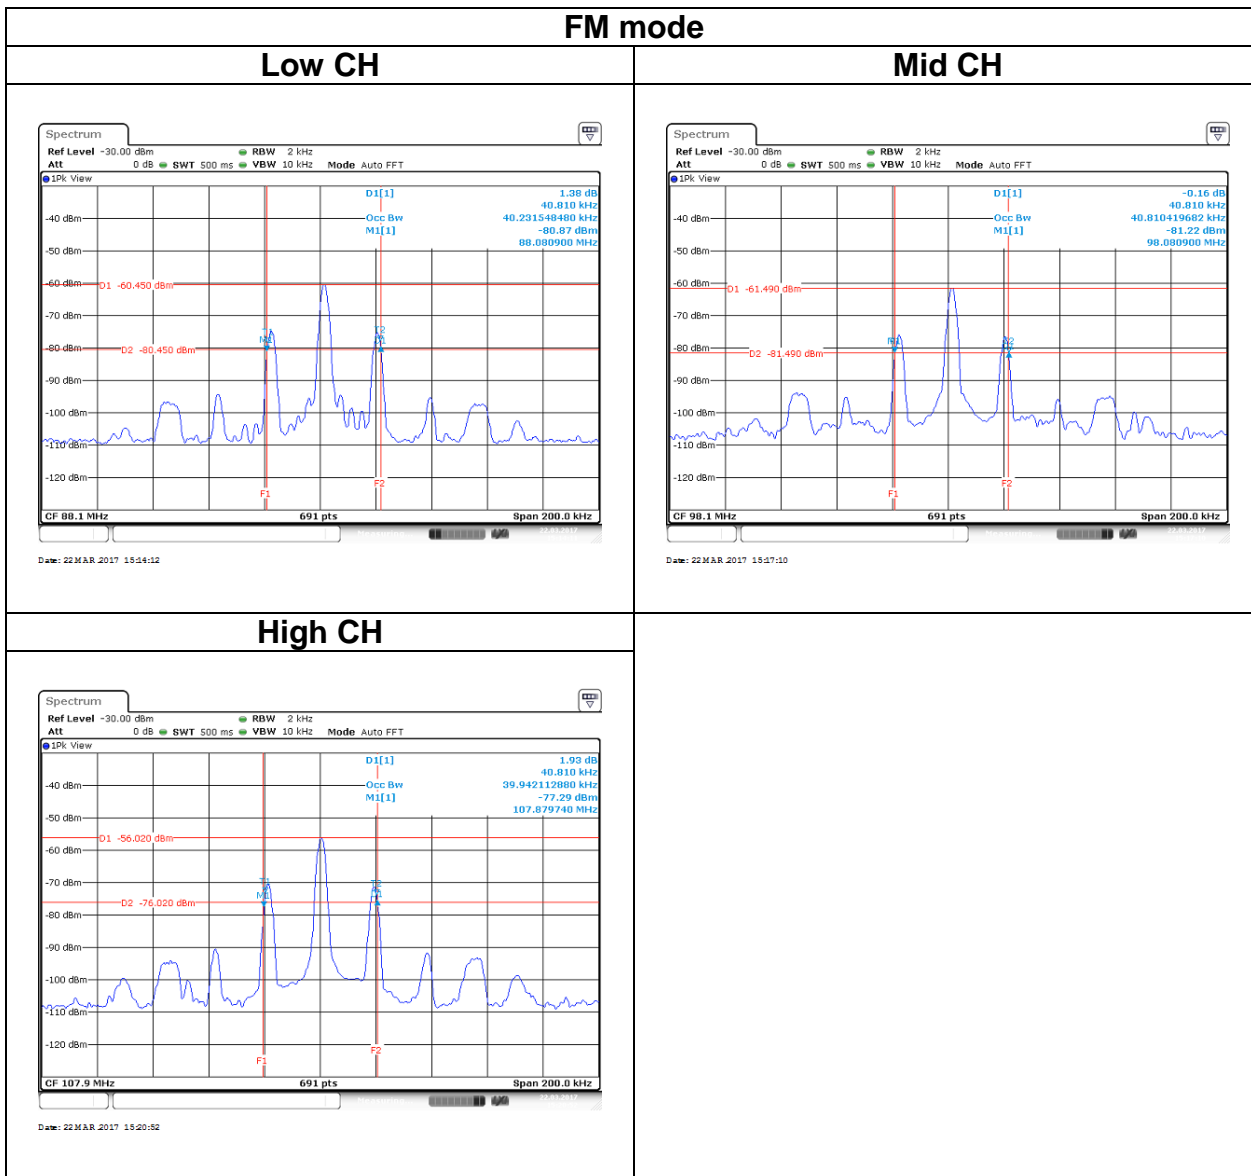 FM mode
Low CH
Mid CH
Spectrum
Ref Level -30.00 dBm RBW 2 kHz
Att 0 dB SWT 500 ms VBW 10 kHz Mode Auto FFT
1Pk View
D1[1] 1.38 dB
40.810 kHz
Occ Bw 40.231548480 kHz
M1[1] -80.87 dBm
88.080900 MHz
-40 dBm
-50 dBm
-60 dBm
D1 -60.450 dBm
-70 dBm
-80 dBm
D2 -80.450 dBm
-90 dBm
-100 dBm
-110 dBm
-120 dBm
F1
F2
CF 88.1 MHz 691 pts Span 200.0 kHz
Date: 22.MAR.2017 15:14:12
Spectrum
Ref Level -30.00 dBm RBW 2 kHz
Att 0 dB SWT 500 ms VBW 10 kHz Mode Auto FFT
1Pk View
D1[1] -0.16 dB
40.810 kHz
Occ Bw 40.810419682 kHz
M1[1] -81.22 dBm
98.080900 MHz
-40 dBm
-50 dBm
-60 dBm
D1 -61.490 dBm
-70 dBm
-80 dBm
D2 -81.490 dBm
-90 dBm
-100 dBm
-110 dBm
-120 dBm
F1
F2
CF 98.1 MHz 691 pts Span 200.0 kHz
Date: 22.MAR.2017 15:17:10
High CH
Spectrum
Ref Level -30.00 dBm RBW 2 kHz
Att 0 dB SWT 500 ms VBW 10 kHz Mode Auto FFT
1Pk View
D1[1] 1.93 dB
40.810 kHz
Occ Bw 39.942112880 kHz
M1[1] -77.29 dBm
107.879740 MHz
-40 dBm
-50 dBm
D1 -56.020 dBm
-60 dBm
-70 dBm
M1
D2 -76.020 dBm
-80 dBm
-90 dBm
-100 dBm
-110 dBm
-120 dBm
F1
F2
CF 107.9 MHz 691 pts Span 200.0 kHz
Date: 22.MAR.2017 15:20:52